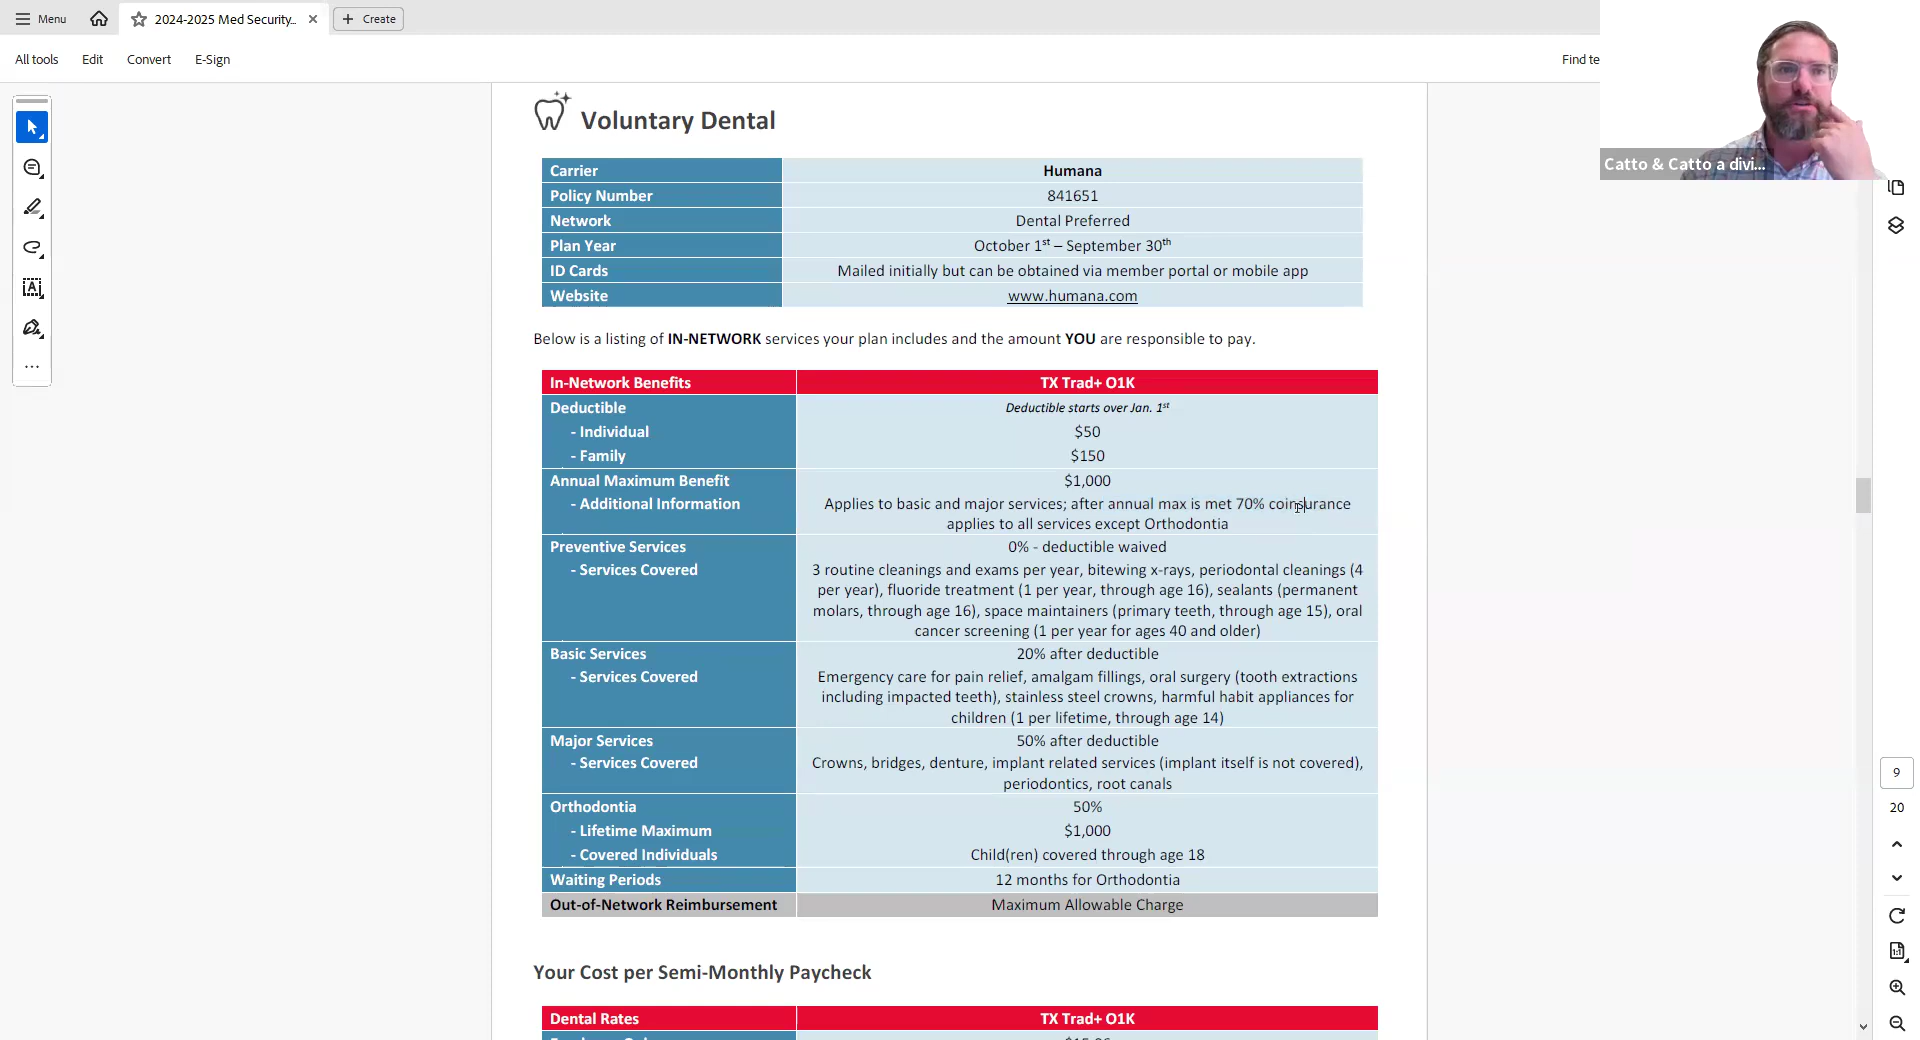 Menu
2024-2025 Med Security...
Create
All tools
Edit
Convert
E-Sign
Find te
Catto & Catto a divi...
Voluntary Dental
Carrier Humana
Policy Number 841651
Network Dental Preferred
Plan Year October 1st – September 30th
ID Cards Mailed initially but can be obtained via member portal or mobile app
Website www.humana.com
Below is a listing of IN-NETWORK services your plan includes and the amount YOU are responsible to pay.
In-Network Benefits TX Trad+ O1K
Deductible Deductible starts over Jan. 1st
- Individual $50
- Family $150
Annual Maximum Benefit $1,000
- Additional Information Applies to basic and major services; after annual max is met 70% coinsurance
applies to all services except Orthodontia
Preventive Services 0% - deductible waived
- Services Covered 3 routine cleanings and exams per year, bitewing x-rays, periodontal cleanings (4
per year), fluoride treatment (1 per year, through age 16), sealants (permanent
molars, through age 16), space maintainers (primary teeth, through age 15), oral
cancer screening (1 per year for ages 40 and older)
Basic Services 20% after deductible
- Services Covered Emergency care for pain relief, amalgam fillings, oral surgery (tooth extractions
including impacted teeth), stainless steel crowns, harmful habit appliances for
children (1 per lifetime, through age 14)
Major Services 50% after deductible
- Services Covered Crowns, bridges, denture, implant related services (implant itself is not covered),
periodontics, root canals
Orthodontia 50%
- Lifetime Maximum $1,000
- Covered Individuals Child(ren) covered through age 18
Waiting Periods 12 months for Orthodontia
Out-of-Network Reimbursement Maximum Allowable Charge
Your Cost per Semi-Monthly Paycheck
Dental Rates TX Trad+ O1K
9
20